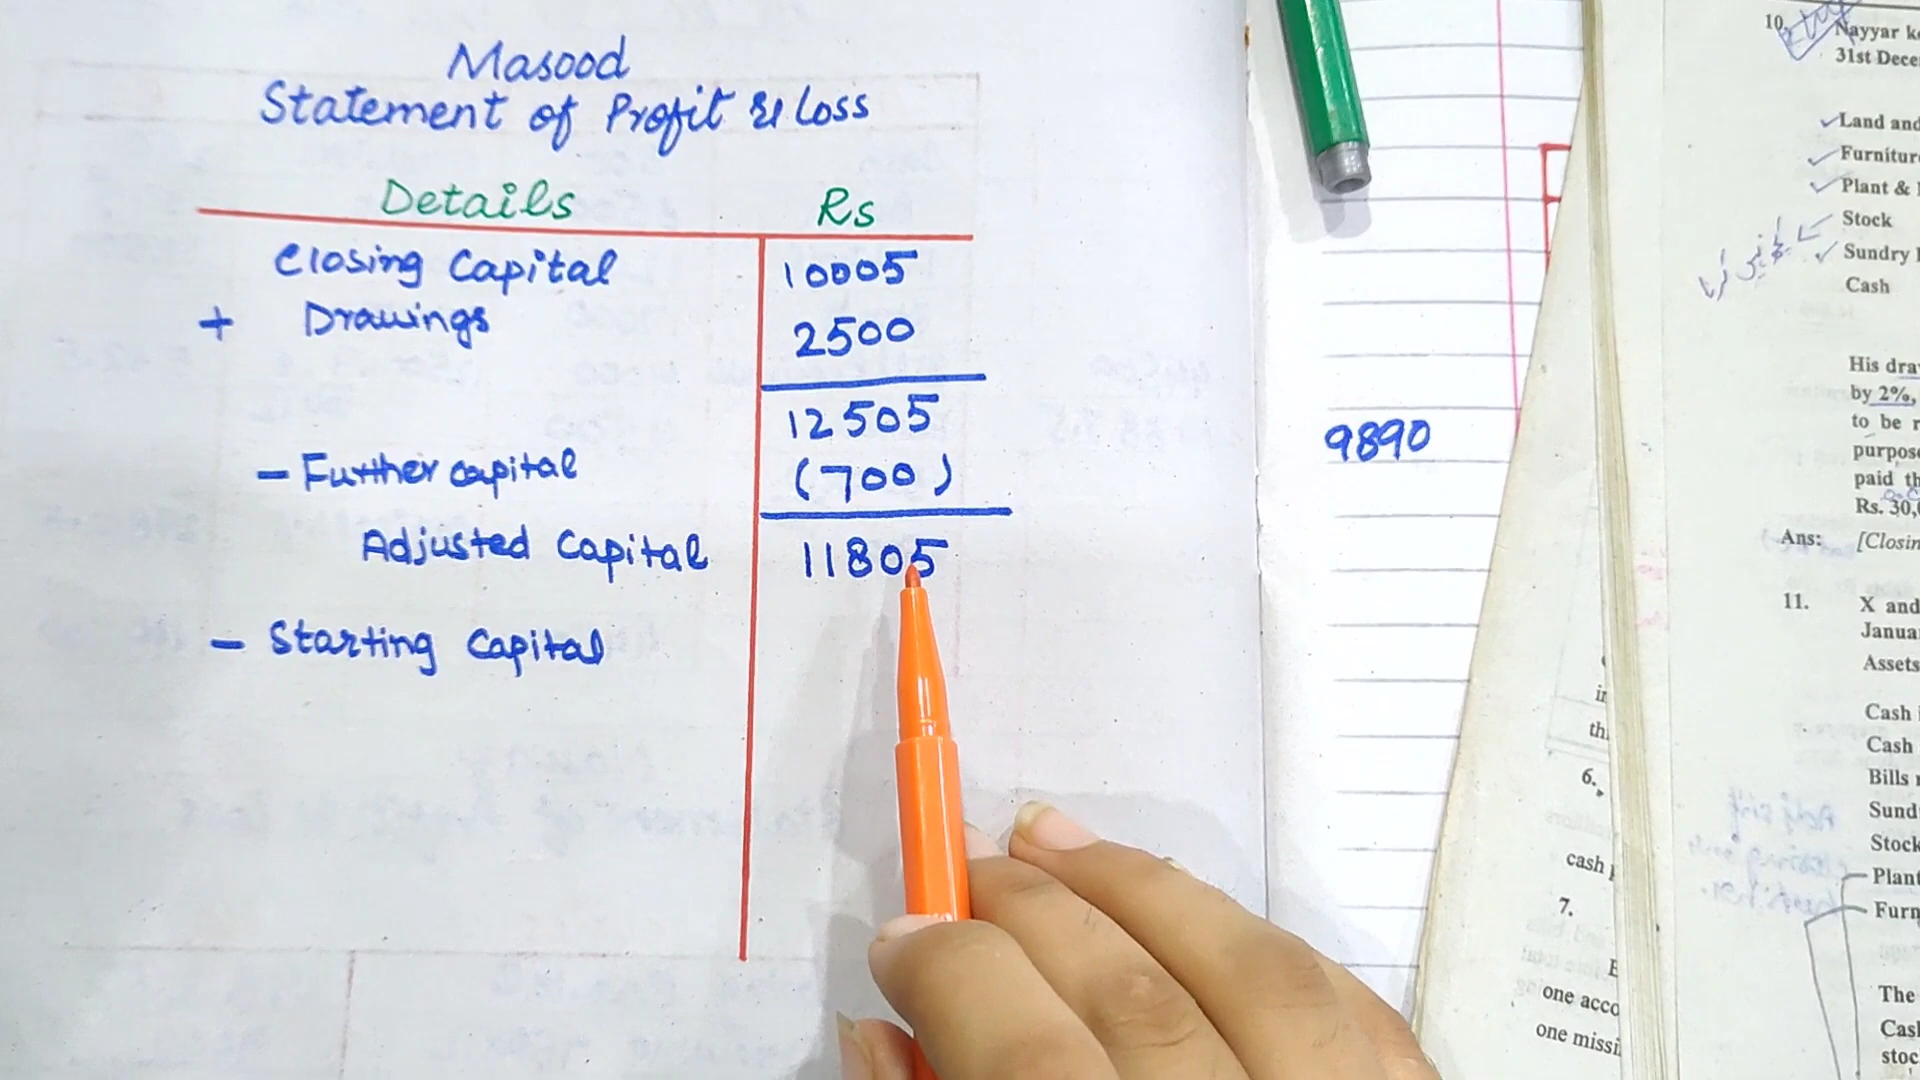 Masood
Statement of Profit & Loss
Details Rs
Closing Capital 10005
+ Drawings 2500
12505
- Further capital (700)
Adjusted Capital 11805
- Starting Capital
9890
10. Nayyar
31st Dece
Land and
Furniture
Plant &
Stock
Sundry
Cash
His
by 2%,
to be
purpose
paid
Rs. 30,
Ans: [Closin
11. X and
Janua
Assets
Cash
Cash
Bills
Sund
Stock
Plant
Furn
The
Cash
stoc
6.
cash
7.
one acco
one missi